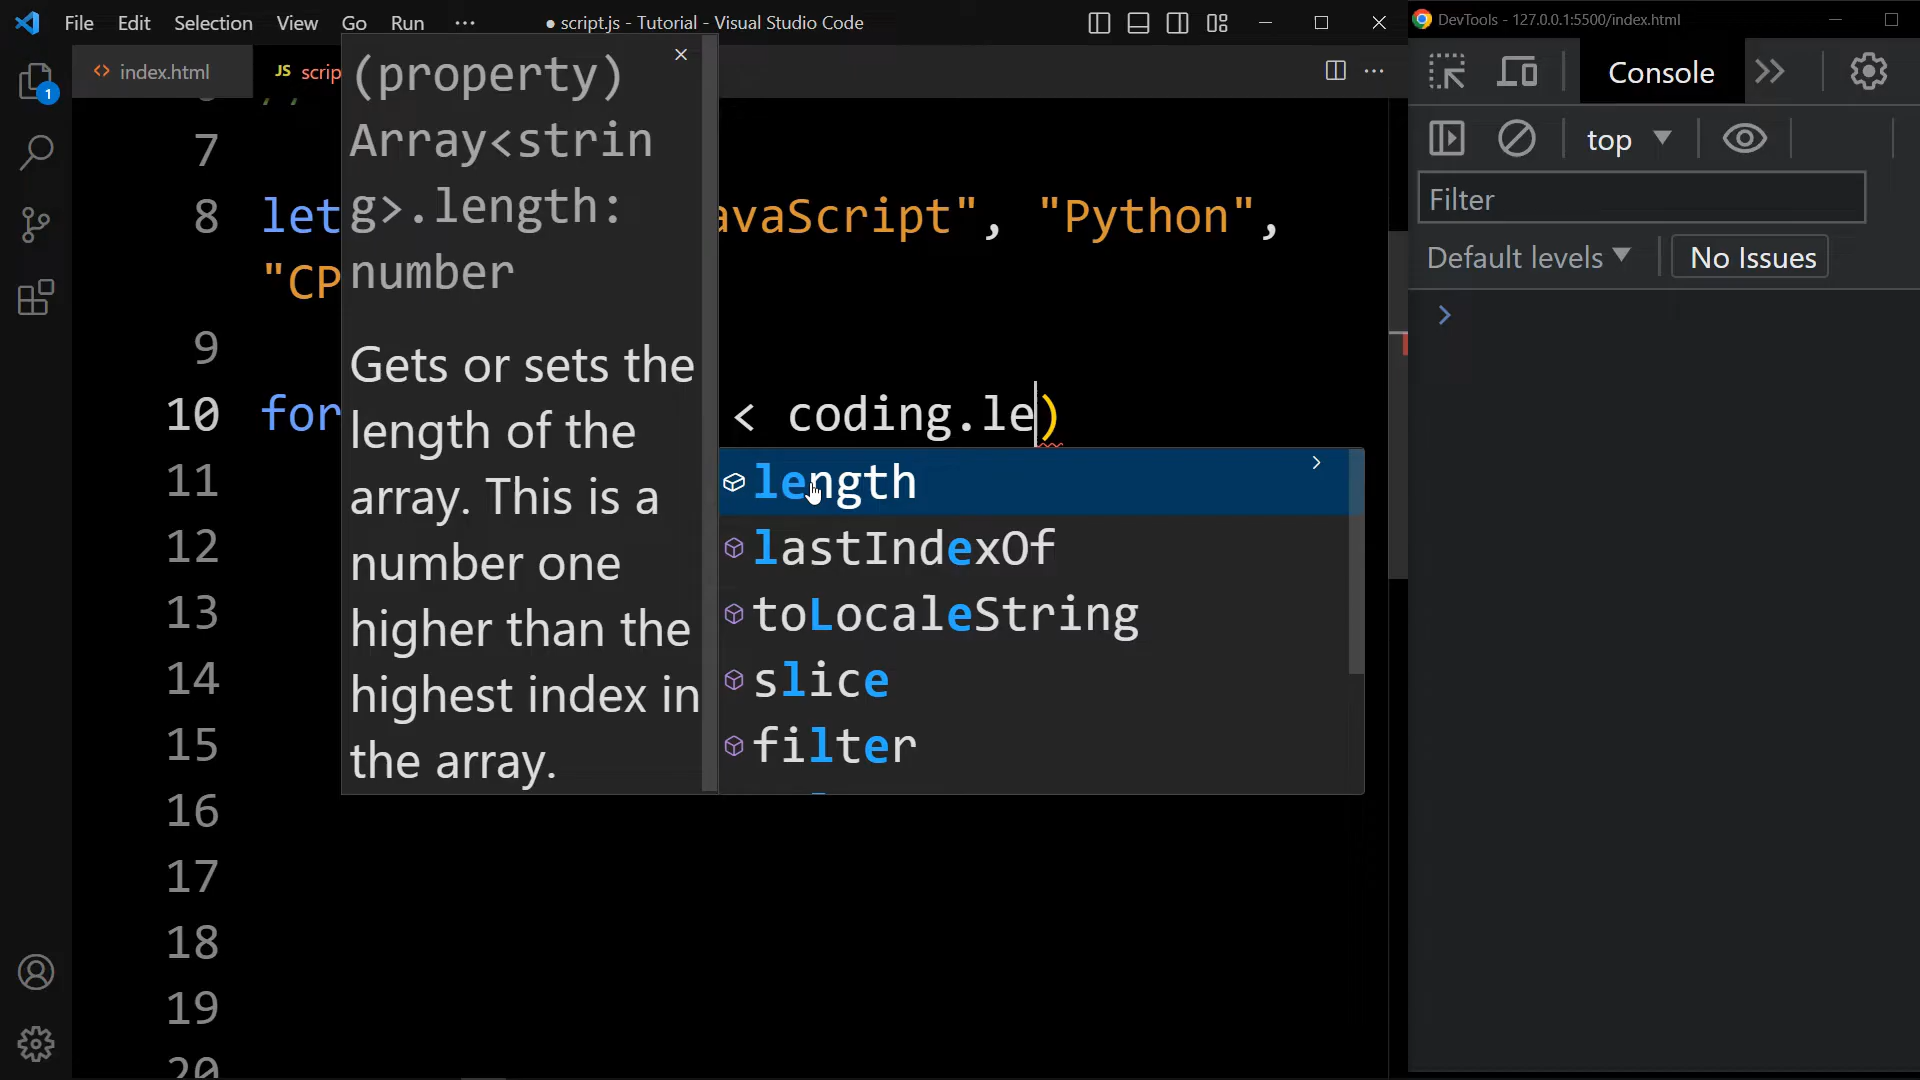 File Edit Selection View Go Run ··· ● script.js - Tutorial - Visual Studio Code
index.html
JS scrip
7
8 let avaScript", "Python",
"CP
9
10 for < coding.le)
11
12
13
14
15
16
17
18
19
20
(property)
Array<strin
g>.length:
number
Gets or sets the
length of the
array. This is a
number one
higher than the
highest index in
the array.
length
lastIndexOf
toLocaleString
slice
filter
1
DevTools - 127.0.0.1:5500/index.html
Console
top
Filter
Default levels No Issues